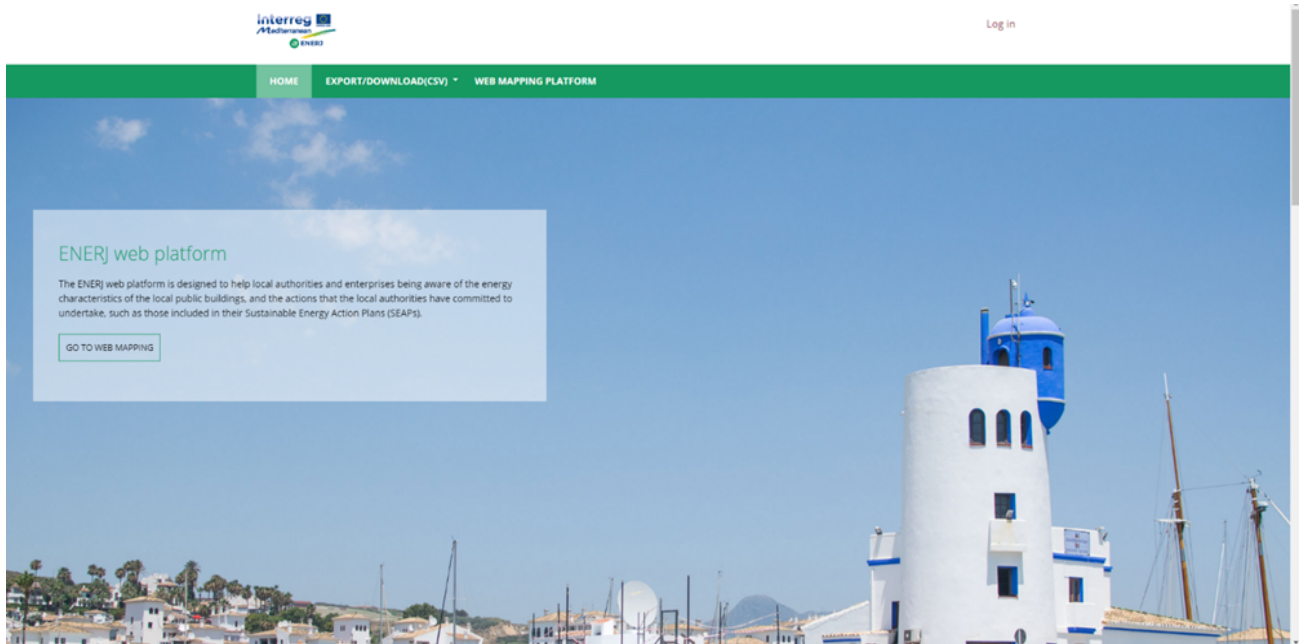 Interreg
Mediterranean
ENERJ
Log in
HOME
EXPORT/DOWNLOAD(CSV)
WEB MAPPING PLATFORM
ENERJ web platform
The ENERJ web platform is designed to help local authorities and enterprises being aware of the energy
characteristics of the local public buildings, and the actions that the local authorities have committed to
undertake, such as those included in their Sustainable Energy Action Plans (SEAPs).
GO TO WEB MAPPING